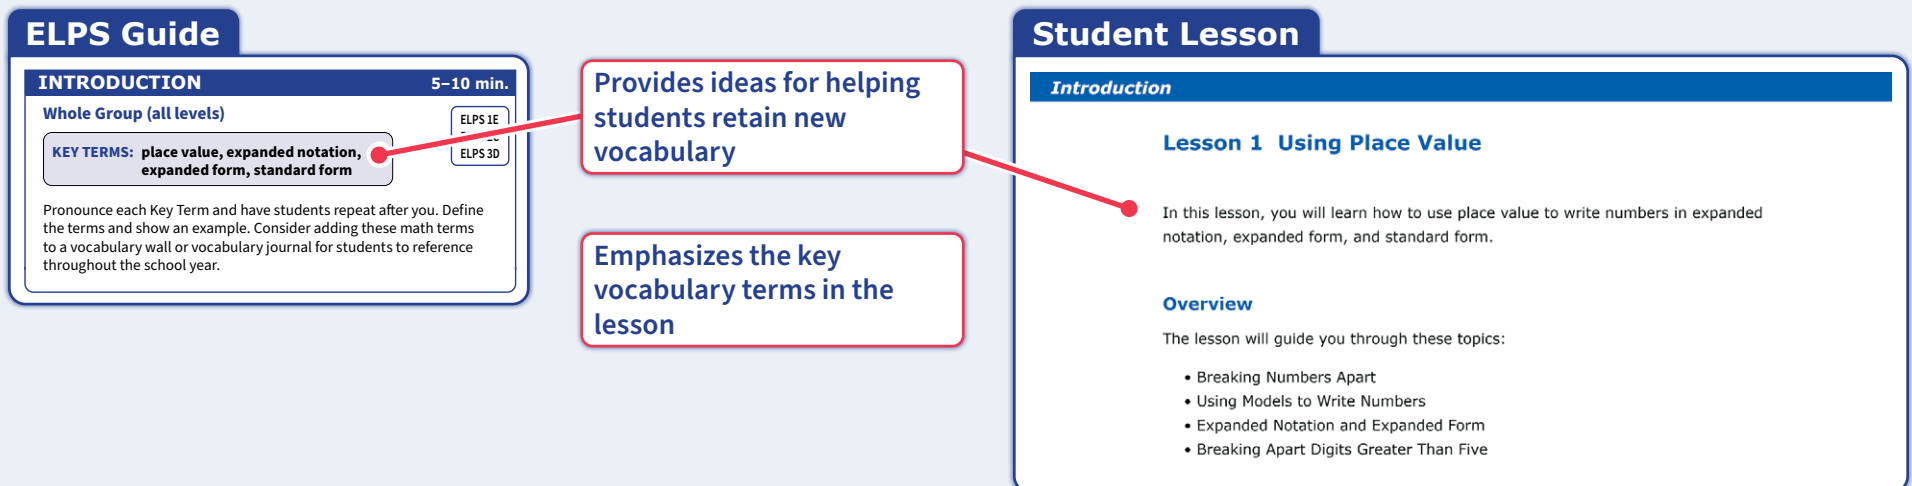 ELPS Guide
INTRODUCTION 5–10 min.
Whole Group (all levels)
ELPS 1E
ELPS 3D
KEY TERMS: place value, expanded notation,
expanded form, standard form
Pronounce each Key Term and have students repeat after you. Define
the terms and show an example. Consider adding these math terms
to a vocabulary wall or vocabulary journal for students to reference
throughout the school year.
Provides ideas for helping
students retain new
vocabulary
Emphasizes the key
vocabulary terms in the
lesson
Student Lesson
Introduction
Lesson 1 Using Place Value
In this lesson, you will learn how to use place value to write numbers in expanded
notation, expanded form, and standard form.
Overview
The lesson will guide you through these topics:
• Breaking Numbers Apart
• Using Models to Write Numbers
• Expanded Notation and Expanded Form
• Breaking Apart Digits Greater Than Five